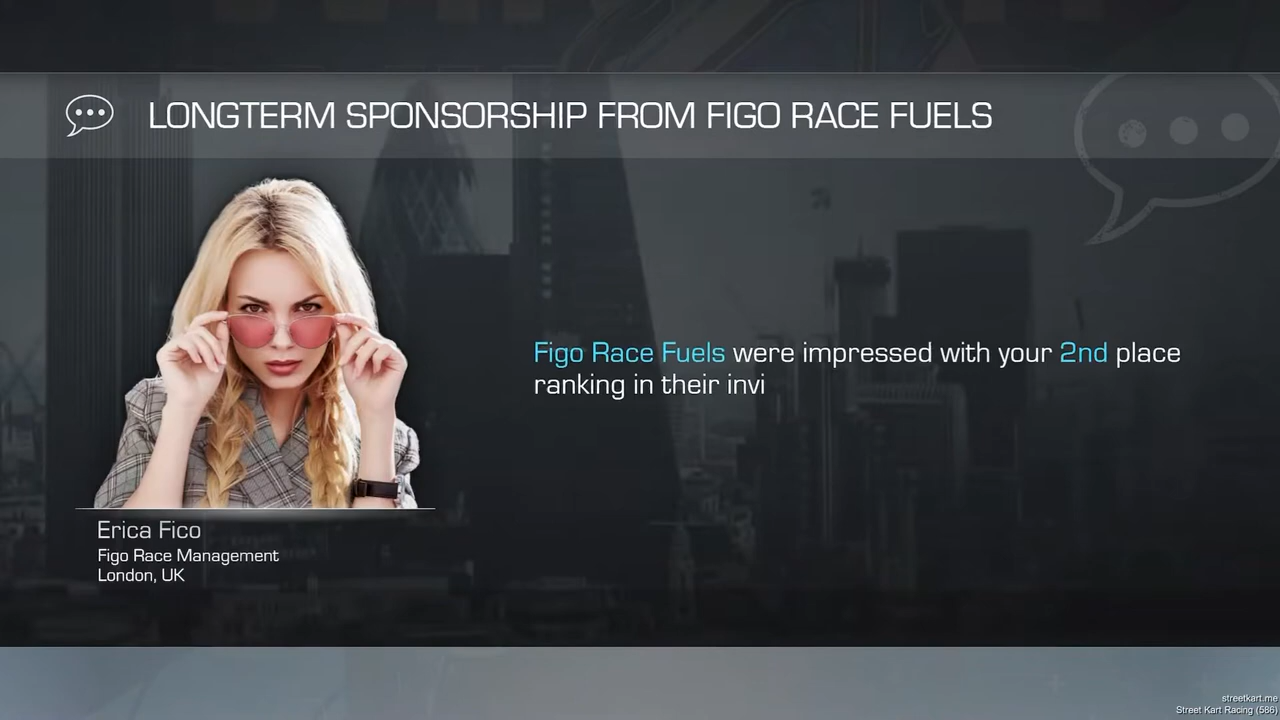 LONGTERM SPONSORSHIP FROM FIGO RACE FUELS
Figo Race Fuels were impressed with your 2nd place
ranking in their invi
Erica Fico
Figo Race Management
London, UK
streetkart.me
Street Kart Racing (586)